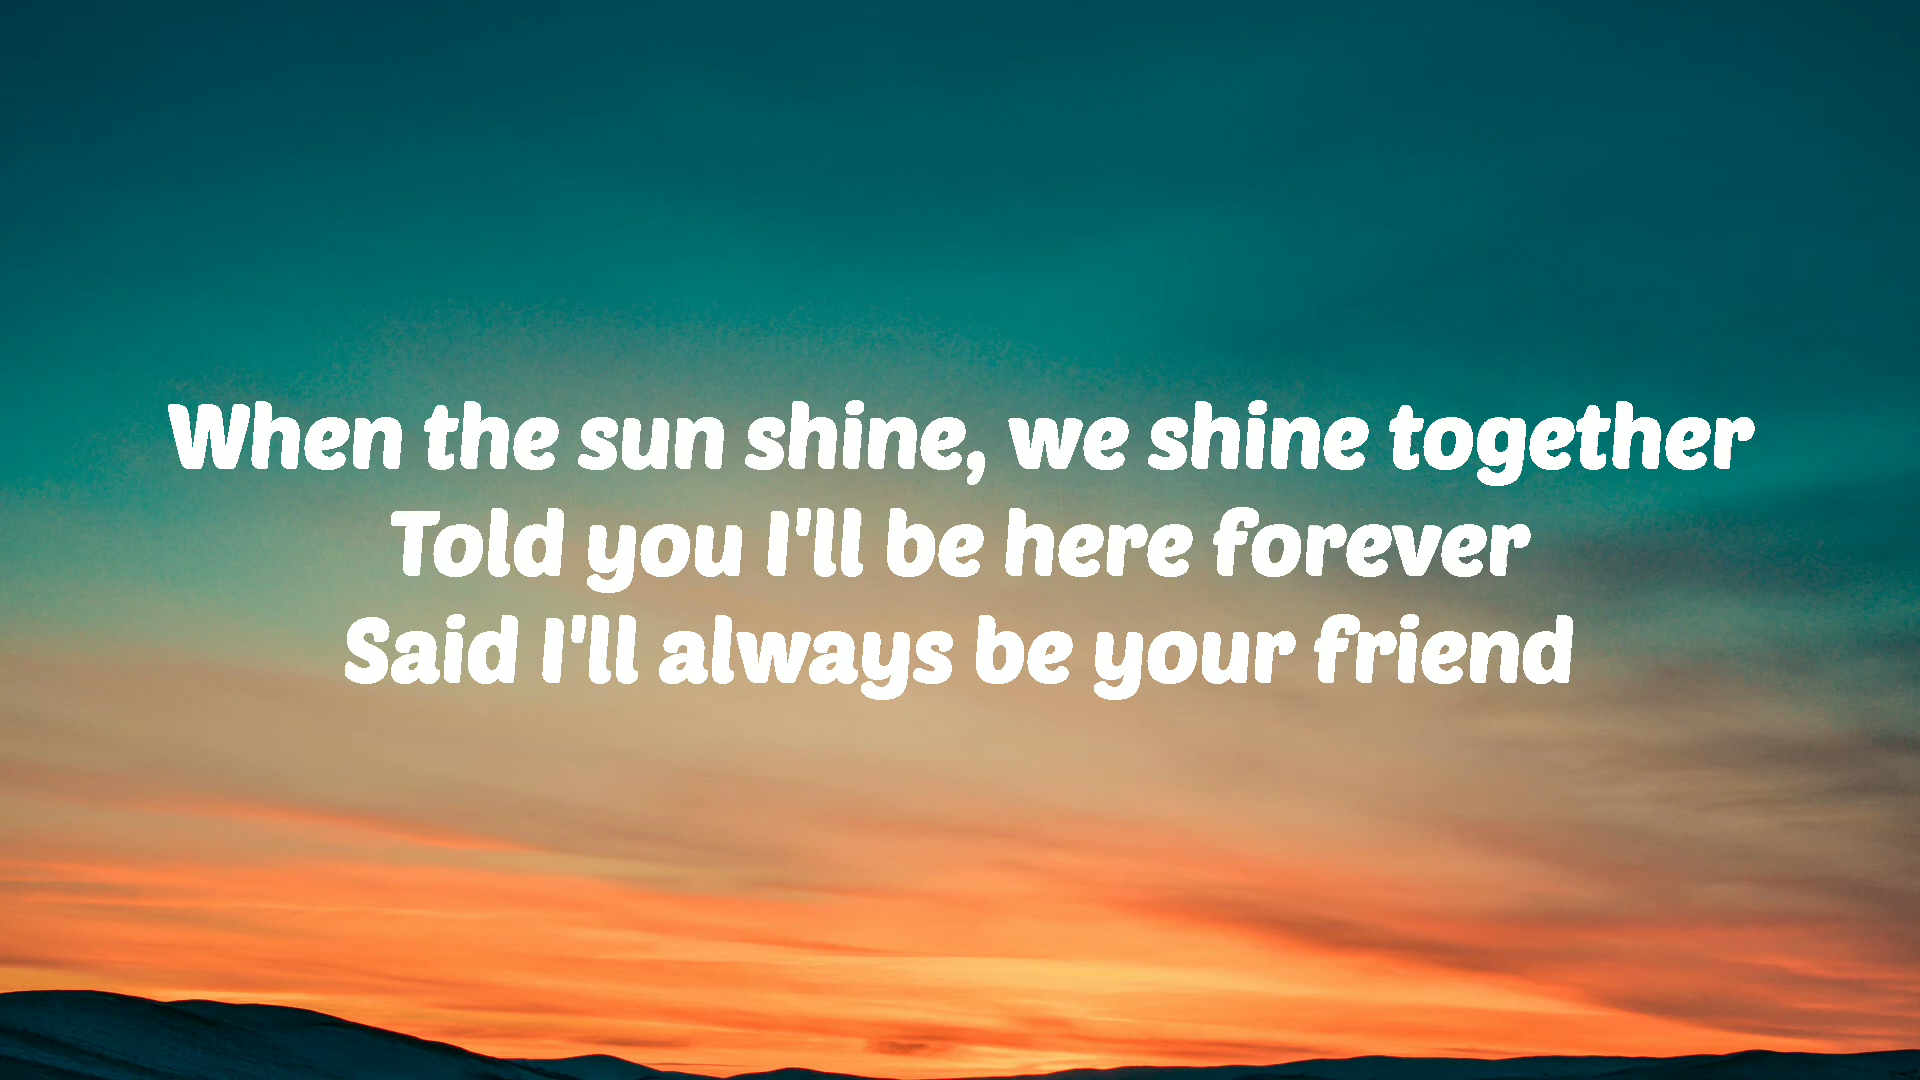 When the sun shine, we shine together
Told you I'll be here forever
Said I'll always be your friend